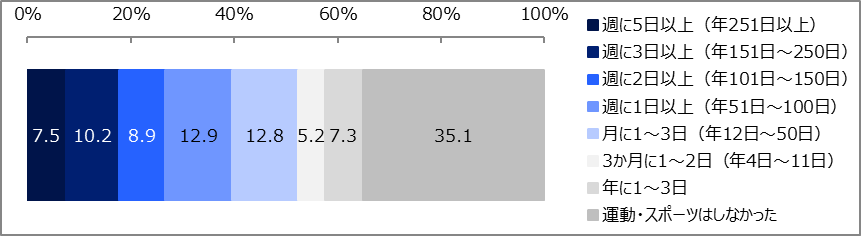 0% 20% 40% 60% 80% 100%
7.5 10.2 8.9 12.9 12.8 5.2 7.3 35.1
週に5日以上（年251日以上）
週に3日以上（年151日～250日）
週に2日以上（年101日～150日）
週に1日以上（年51日～100日）
月に1～3日（年12日～50日）
3か月に1～2日（年4日～11日）
年に1～3日
運動・スポーツはしなかった